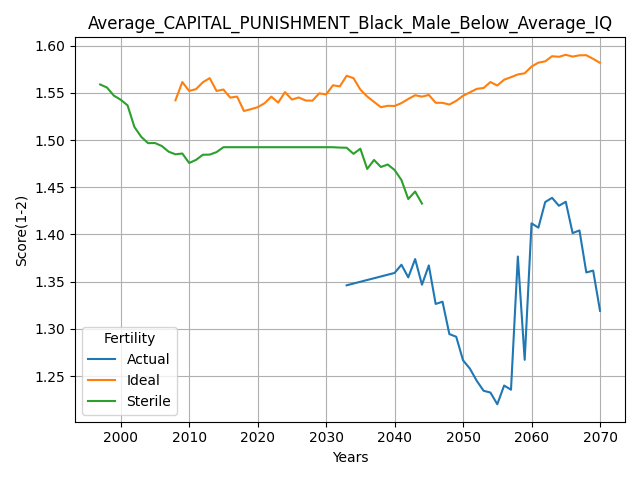 Average_CAPITAL_PUNISHMENT_Black_Male_Below_Average_IQ
Score(1-2)
1.60
1.55
1.50
1.45
1.40
1.35
1.30
1.25
Fertility
Actual
Ideal
Sterile
2000 2010 2020 2030 2040 2050 2060 2070
Years